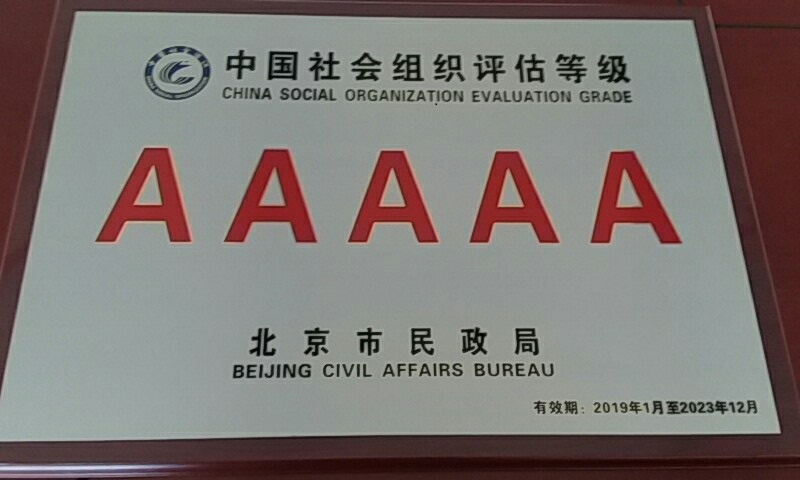 中国社会组织评估等级
CHINA SOCIAL ORGANIZATION EVALUATION GRADE
AAAAA
北京市民政局
BEIJING CIVIL AFFAIRS BUREAU
有效期：2019年1月至2023年12月